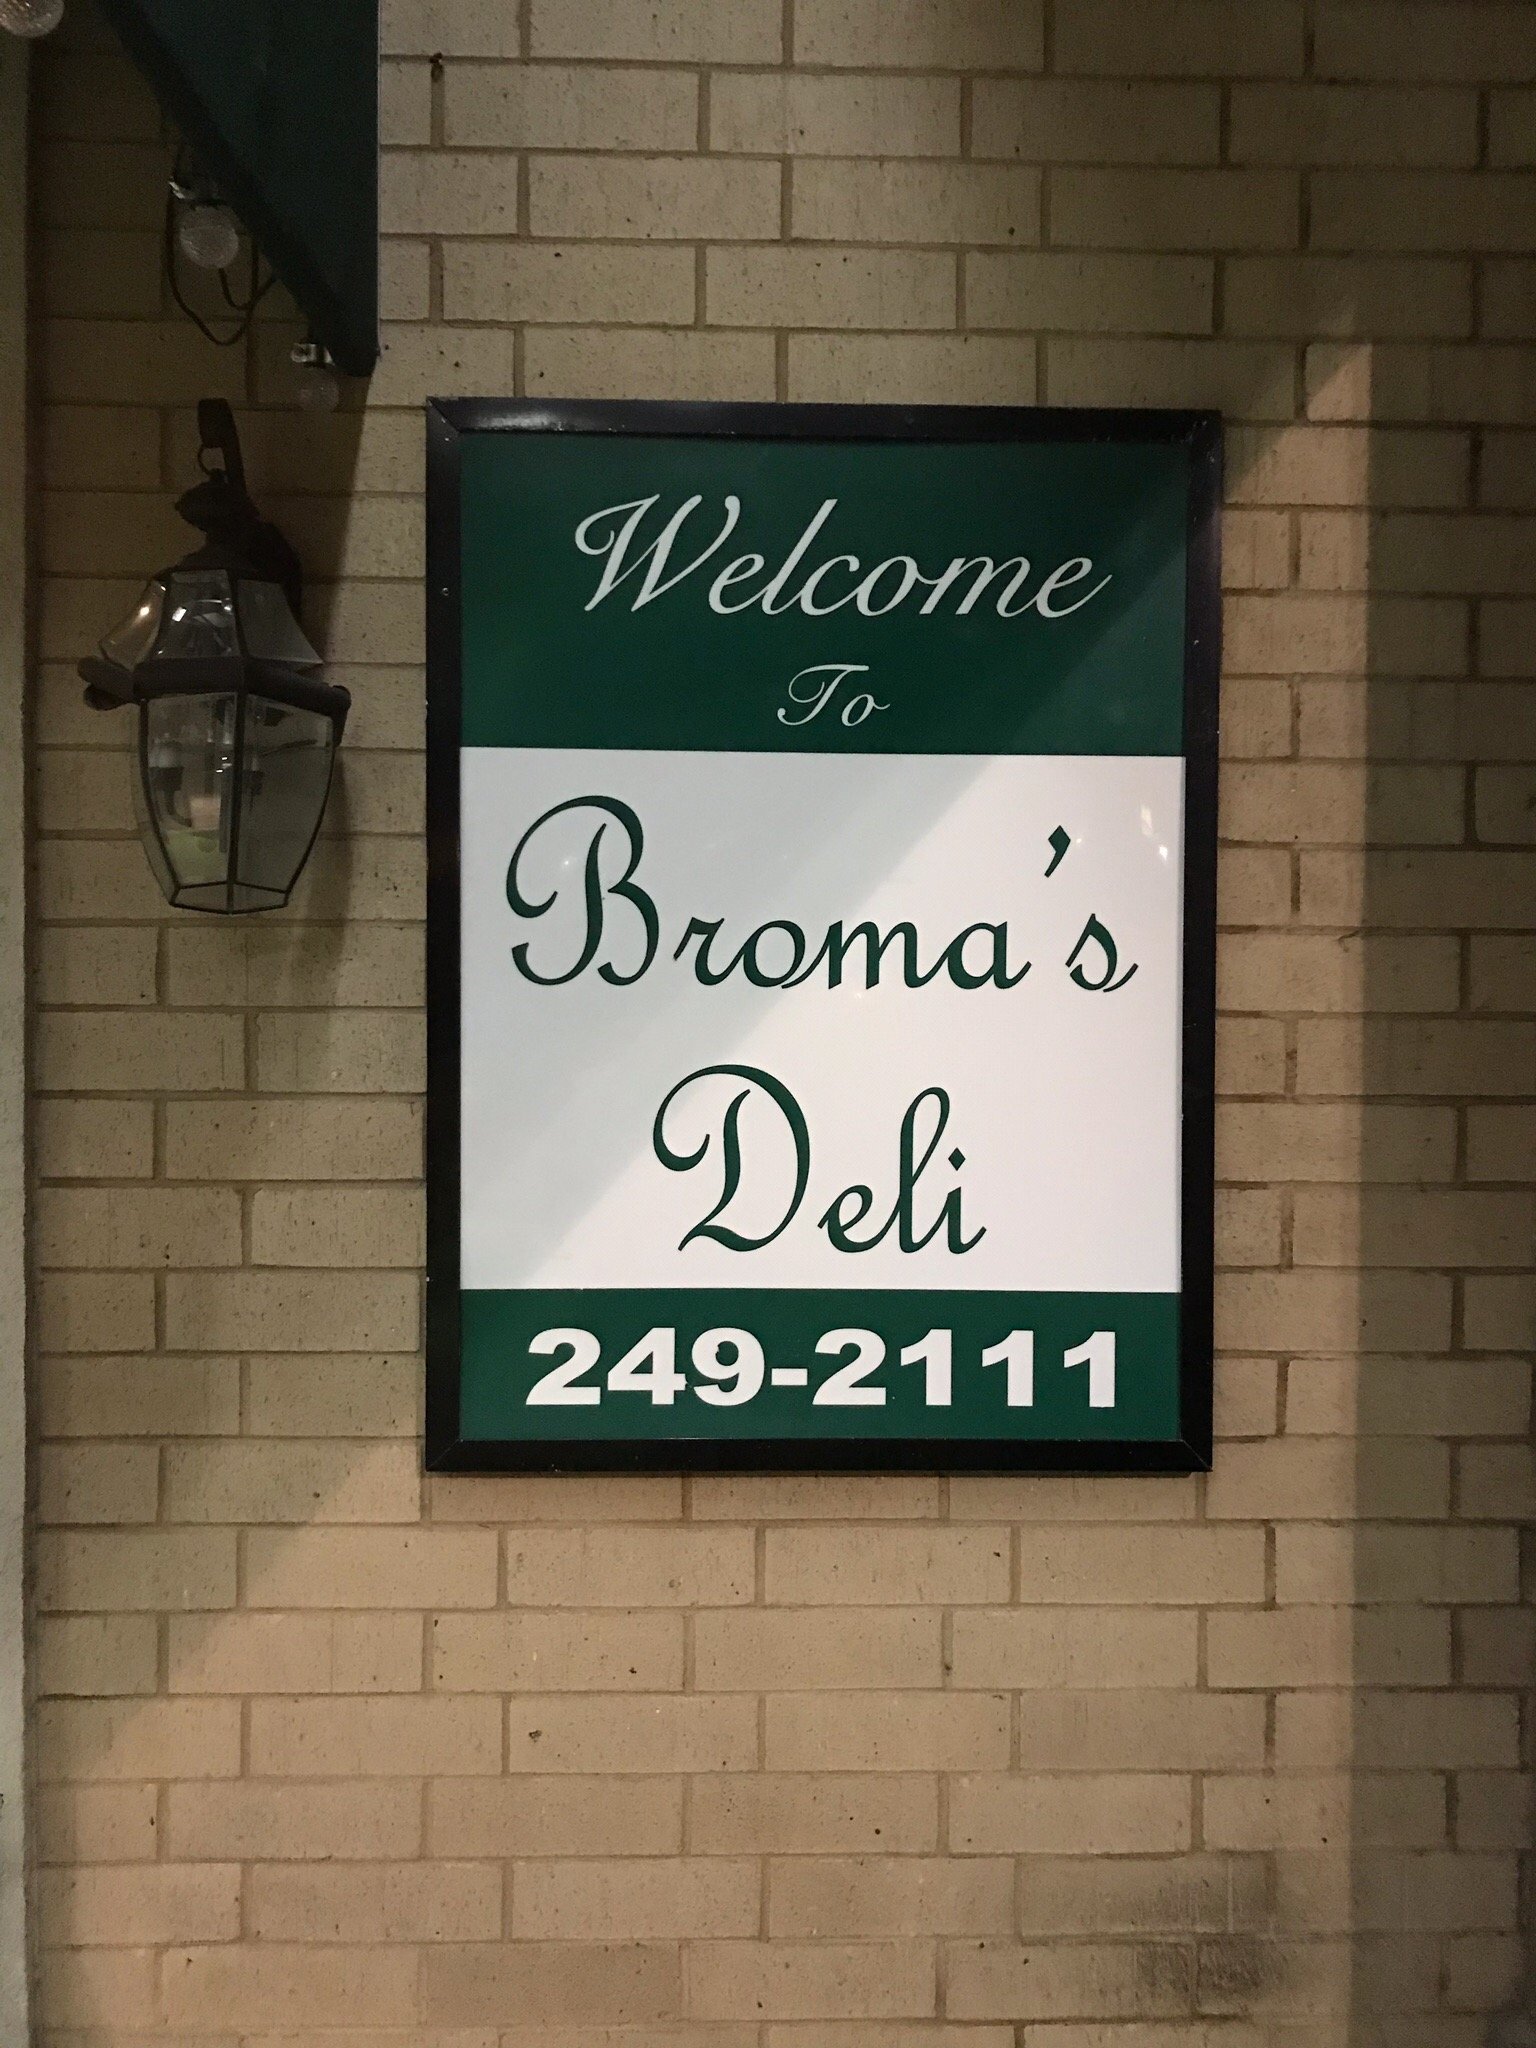 Welcome
To
Broma's
Deli
249-2111